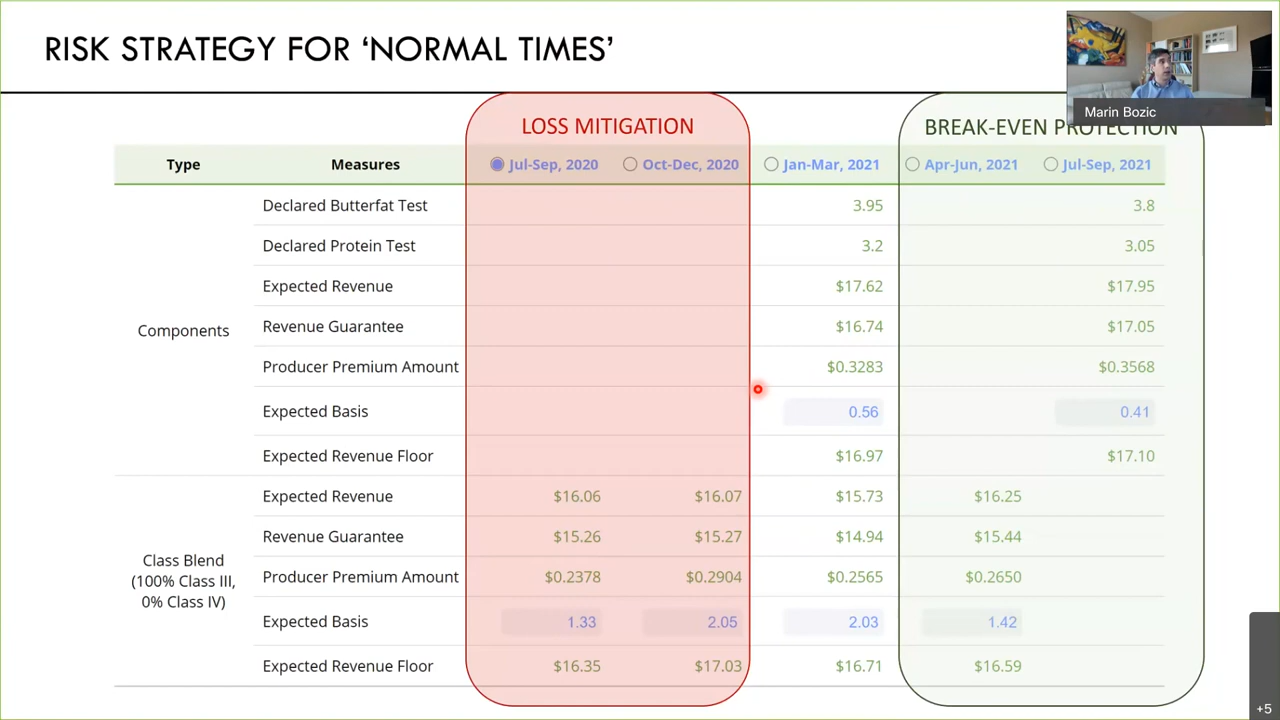 RISK STRATEGY FOR ‘NORMAL TIMES’
Marin Bozic
LOSS MITIGATION
BREAK-EVEN PROTECTION
Type Measures Jul-Sep, 2020 Oct-Dec, 2020 Jan-Mar, 2021 Apr-Jun, 2021 Jul-Sep, 2021
Declared Butterfat Test 3.95 3.8
Declared Protein Test 3.2 3.05
Expected Revenue $17.62 $17.95
Components
Revenue Guarantee $16.74 $17.05
Producer Premium Amount $0.3283 $0.3568
Expected Basis 0.56 0.41
Expected Revenue Floor $16.97 $17.10
Expected Revenue $16.06 $16.07 $15.73 $16.25
Revenue Guarantee $15.26 $15.27 $14.94 $15.44
Class Blend
(100% Class III,
0% Class IV)
Producer Premium Amount $0.2378 $0.2904 $0.2565 $0.2650
Expected Basis 1.33 2.05 2.03 1.42
Expected Revenue Floor $16.35 $17.03 $16.71 $16.59
+5